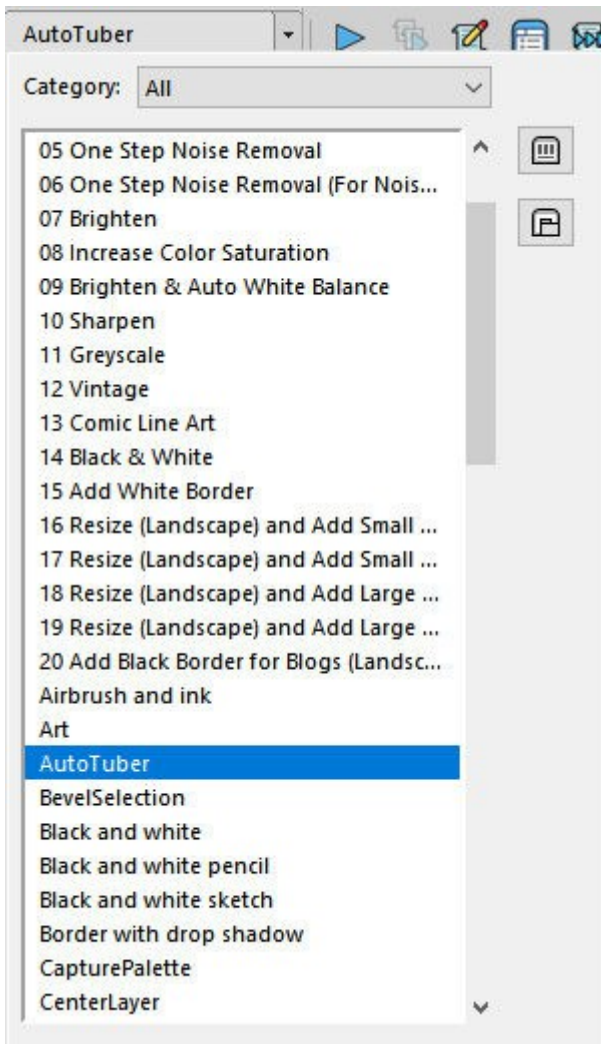 AutoTuber
Category: All
05 One Step Noise Removal
06 One Step Noise Removal (For Nois...
07 Brighten
08 Increase Color Saturation
09 Brighten & Auto White Balance
10 Sharpen
11 Greyscale
12 Vintage
13 Comic Line Art
14 Black & White
15 Add White Border
16 Resize (Landscape) and Add Small ...
17 Resize (Landscape) and Add Small ...
18 Resize (Landscape) and Add Large ...
19 Resize (Landscape) and Add Large ...
20 Add Black Border for Blogs (Landsc...
Airbrush and ink
Art
AutoTuber
BevelSelection
Black and white
Black and white pencil
Black and white sketch
Border with drop shadow
CapturePalette
CenterLayer